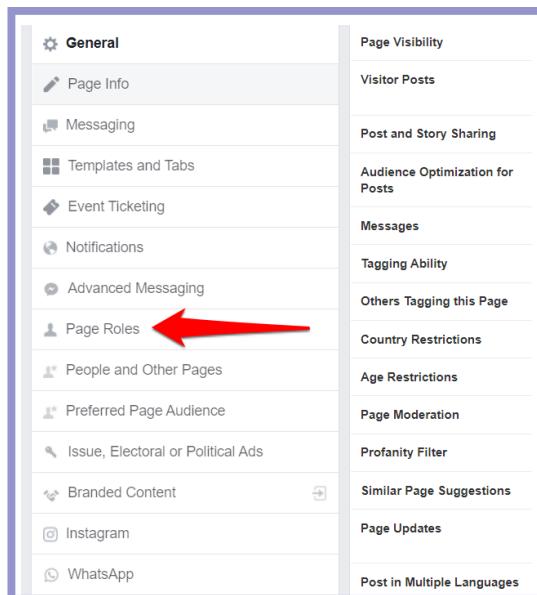 General
Page Info
Messaging
Templates and Tabs
Event Ticketing
Notifications
Advanced Messaging
Page Roles
People and Other Pages
Preferred Page Audience
Issue, Electoral or Political Ads
Branded Content
Instagram
WhatsApp
Page Visibility
Visitor Posts
Post and Story Sharing
Audience Optimization for
Posts
Messages
Tagging Ability
Others Tagging this Page
Country Restrictions
Age Restrictions
Page Moderation
Profanity Filter
Similar Page Suggestions
Page Updates
Post in Multiple Languages